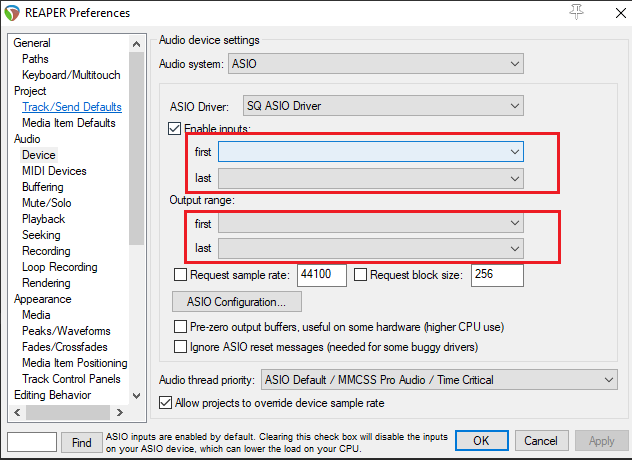 REAPER Preferences
General
Paths
Keyboard/Multitouch
Project
Track/Send Defaults
Media Item Defaults
Audio
Device
MIDI Devices
Buffering
Mute/Solo
Playback
Seeking
Recording
Loop Recording
Rendering
Appearance
Media
Peaks/Waveforms
Fades/Crossfades
Media Item Positioning
Track Control Panels
Editing Behavior
Audio device settings
Audio system: ASIO
ASIO Driver: SQ ASIO Driver
Enable inputs:
first
last
Output range:
first
last
Request sample rate: 44100 Request block size: 256
ASIO Configuration...
Pre-zero output buffers, useful on some hardware (higher CPU use)
Ignore ASIO reset messages (needed for some buggy drivers)
Audio thread priority: ASIO Default / MMCSS Pro Audio / Time Critical
Allow projects to override device sample rate
Find
ASIO inputs are enabled by default. Clearing this check box will disable the inputs
on your ASIO device, which can lower the load on your CPU.
OK Cancel Apply